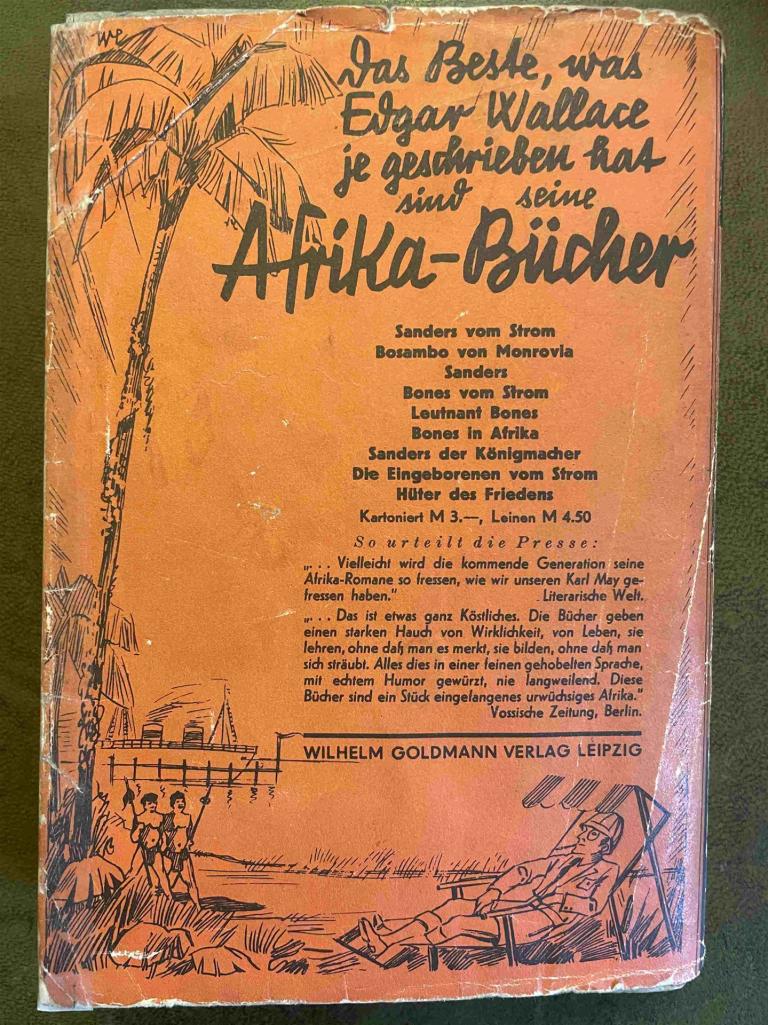 we
Das Beste, was
Edgar Wallace
je geschrieben hat
sind seine
Afrika-Bücher
Sanders vom Strom
Bosambo von Monrovia
Sanders
Bones vom Strom
Leutnant Bones
Bones in Afrika
Sanders der Königmacher
Die Eingeborenen vom Strom
Hüter des Friedens
Kartoniert M 3.—, Leinen M 4.50
So urteilt die Presse:
„. . . Vielleicht wird die kommende Generation seine
Afrika-Romane so fressen, wie wir unseren Karl May ge-
fressen haben.“ Literarische Welt.
„. . . Das ist etwas ganz Köstliches. Die Bücher geben
einen starken Hauch von Wirklichkeit, von Leben, sie
lehren, ohne daß man es merkt, sie bilden, ohne daß man
sich sträubt. Alles dies in einer feinen gehobelten Sprache,
mit echtem Humor gewürzt, nie langweilend. Diese
Bücher sind ein Stück eingefangenes urwüchsiges Afrika.“
Vossische Zeitung, Berlin.
WILHELM GOLDMANN VERLAG LEIPZIG